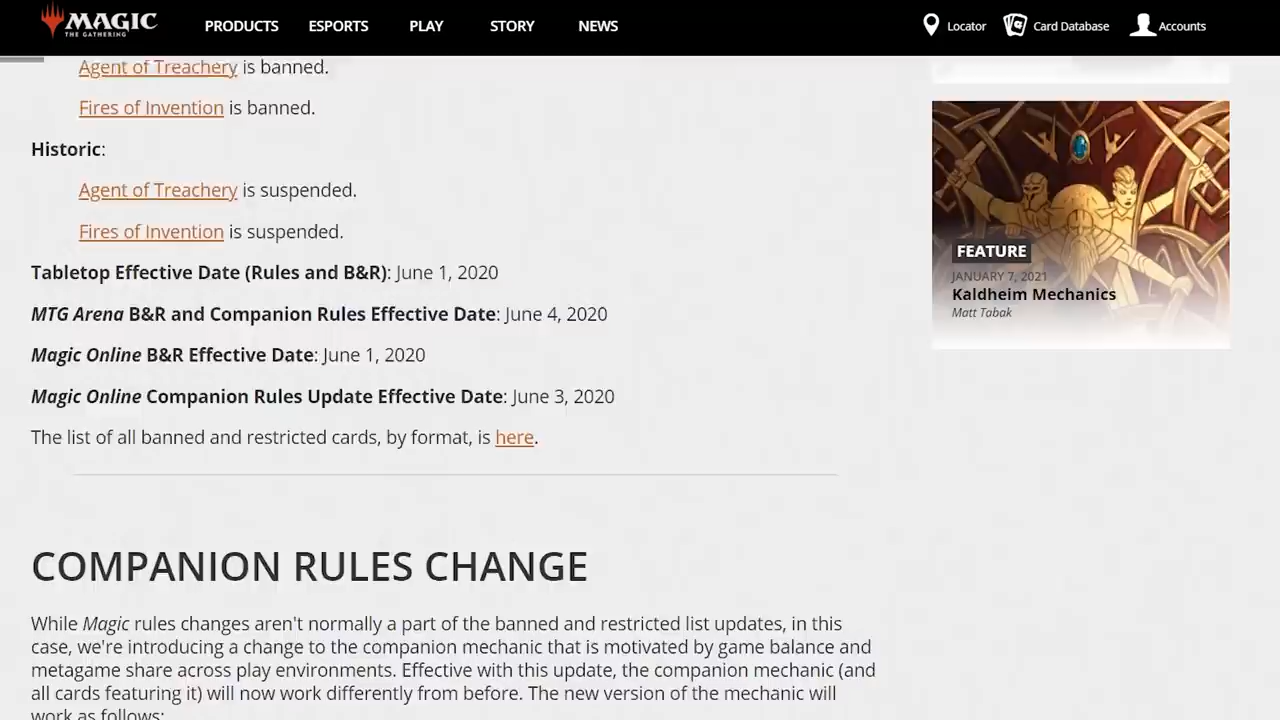 MAGIC
THE GATHERING
PRODUCTS ESPORTS PLAY STORY NEWS
Locator Card Database Accounts
Agent of Treachery is banned.
Fires of Invention is banned.
Historic:
Agent of Treachery is suspended.
Fires of Invention is suspended.
Tabletop Effective Date (Rules and B&R): June 1, 2020
MTG Arena B&R and Companion Rules Effective Date: June 4, 2020
Magic Online B&R Effective Date: June 1, 2020
Magic Online Companion Rules Update Effective Date: June 3, 2020
The list of all banned and restricted cards, by format, is here.
COMPANION RULES CHANGE
While Magic rules changes aren't normally a part of the banned and restricted list updates, in this
case, we're introducing a change to the companion mechanic that is motivated by game balance and
metagame share across play environments. Effective with this update, the companion mechanic (and
all cards featuring it) will now work differently from before. The new version of the mechanic will
work as follows:
FEATURE
JANUARY 7, 2021
Kaldheim Mechanics
Matt Tabak